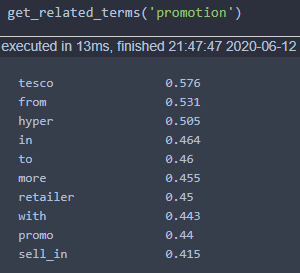 get_related_terms('promotion')
executed in 13ms, finished 21:47:47 2020-06-12
tesco 0.576
from 0.531
hyper 0.505
in 0.464
to 0.46
more 0.455
retailer 0.45
with 0.443
promo 0.44
sell_in 0.415